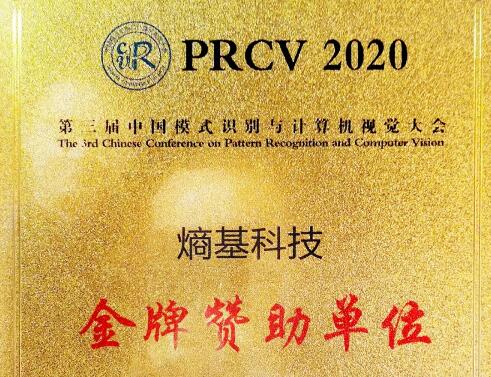 PRCV 2020
第三届中国模式识别与计算机视觉大会
The 3rd Chinese Conference on Pattern Recognition and Computer Vision
熵基科技
金牌赞助单位